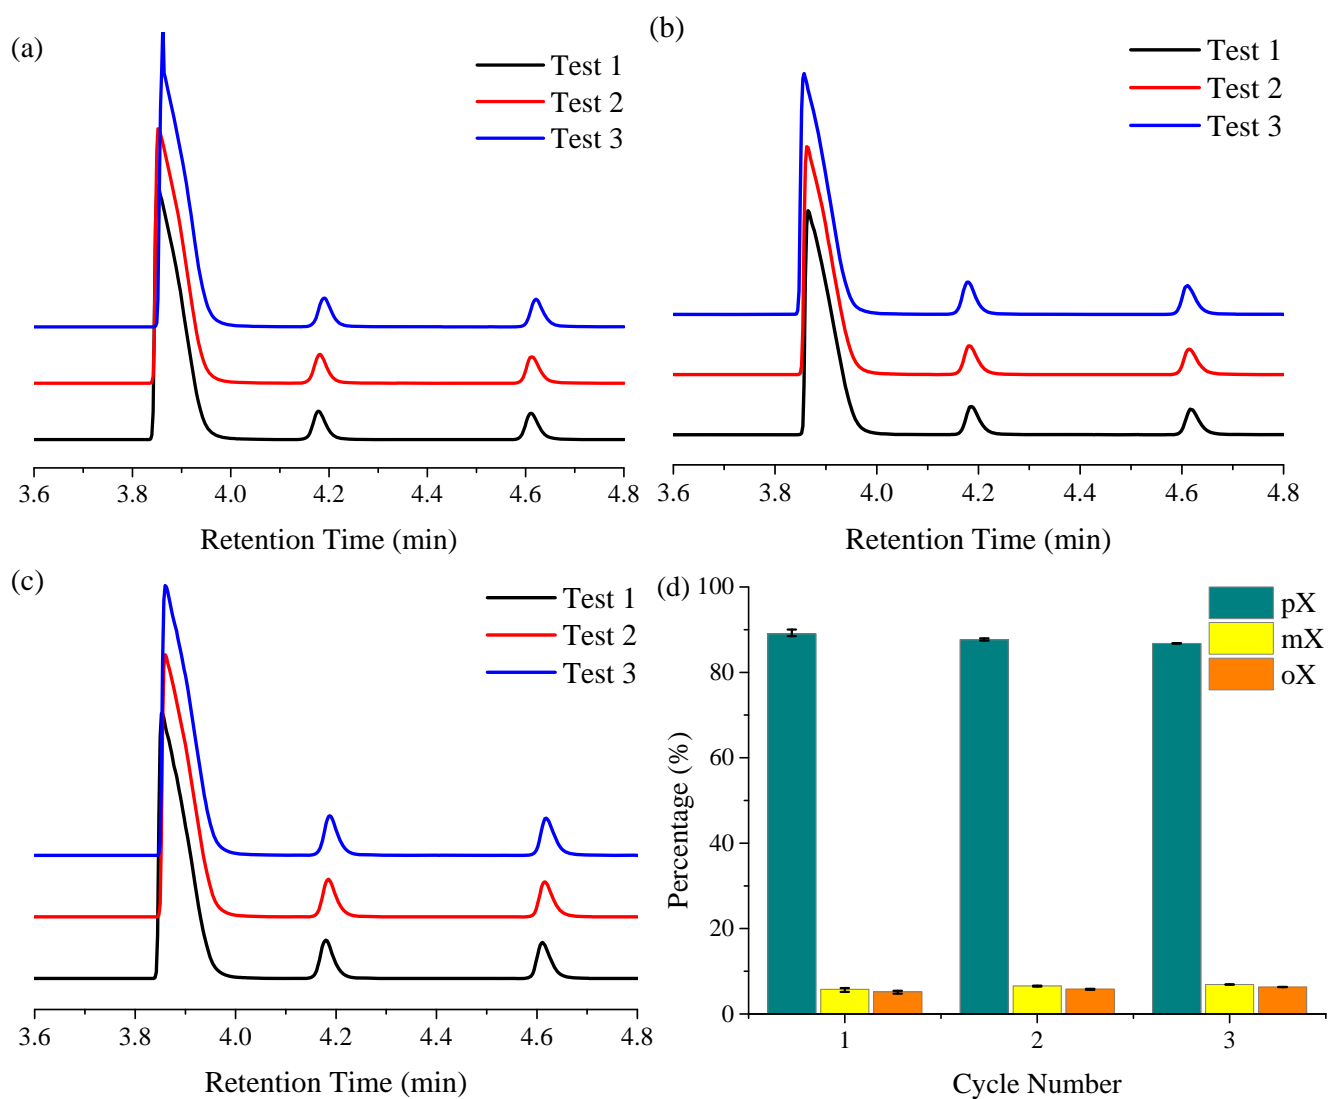 (a)
Test 1
Test 2
Test 3
3.6 3.8 4.0 4.2 4.4 4.6 4.8
Retention Time (min)
(b)
Test 1
Test 2
Test 3
3.6 3.8 4.0 4.2 4.4 4.6 4.8
Retention Time (min)
(c)
Test 1
Test 2
Test 3
3.6 3.8 4.0 4.2 4.4 4.6 4.8
Retention Time (min)
(d)
pX
mX
oX
100
80
60
40
20
0
Percentage (%)
1 2 3
Cycle Number